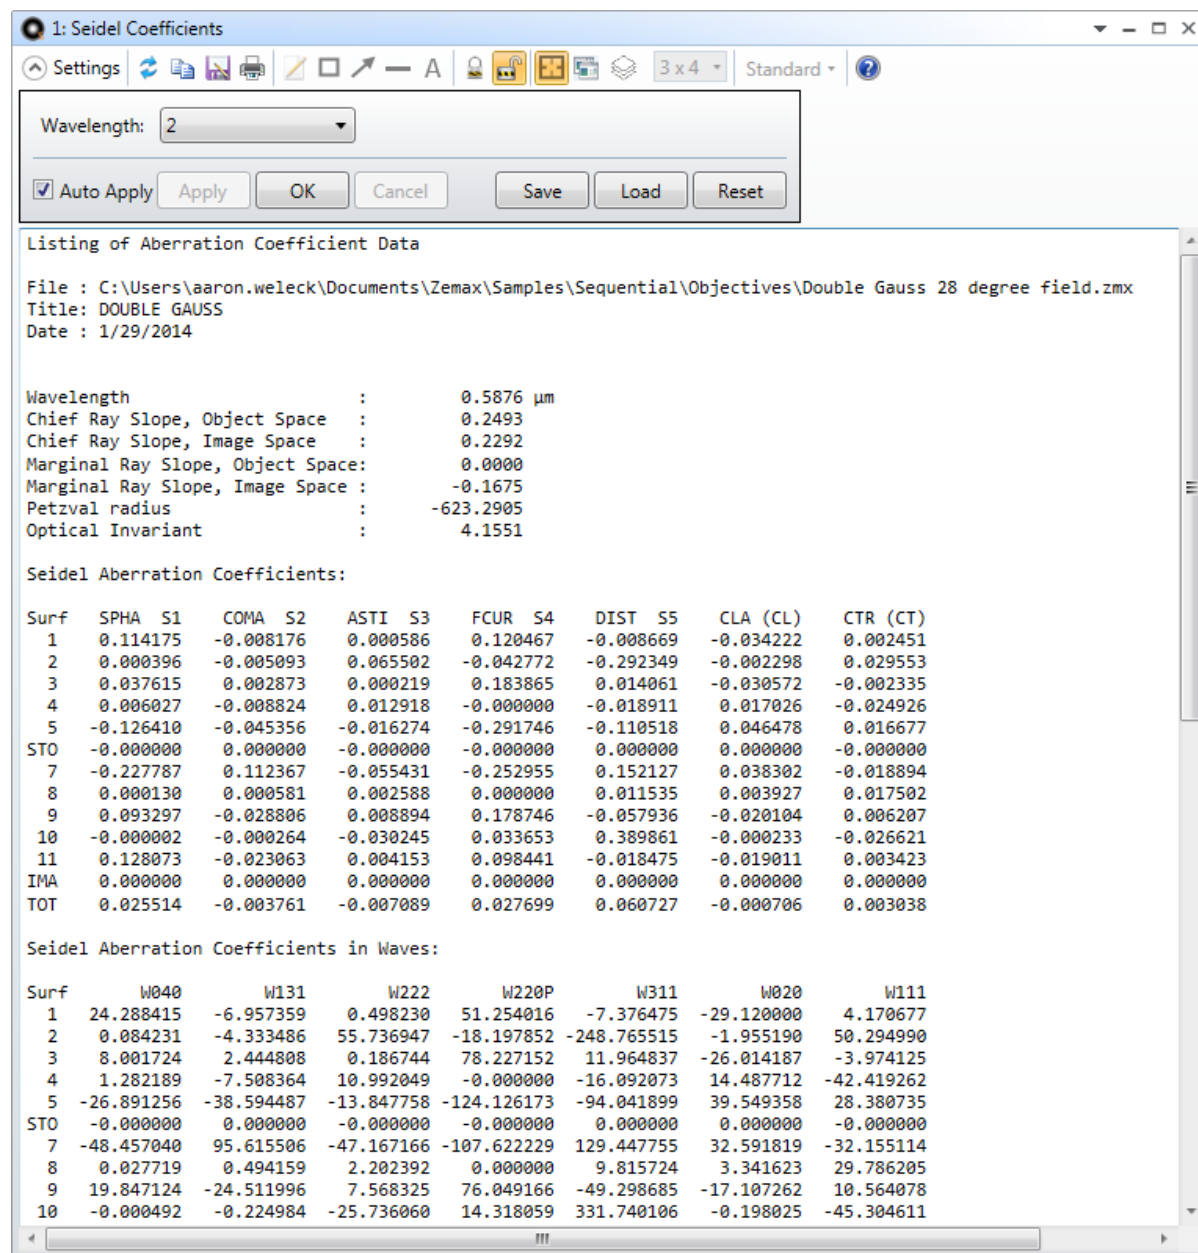 1: Seidel Coefficients
Settings A 3 x 4 Standard ?
Wavelength: 2
Auto Apply Apply OK Cancel Save Load Reset
Listing of Aberration Coefficient Data
File : C:\Users\aaron.weleck\Documents\Zemax\Samples\Sequential\Objectives\Double Gauss 28 degree field.zmx
Title: DOUBLE GAUSS
Date : 1/29/2014
Wavelength : 0.5876 µm
Chief Ray Slope, Object Space : 0.2493
Chief Ray Slope, Image Space : 0.2292
Marginal Ray Slope, Object Space: 0.0000
Marginal Ray Slope, Image Space : -0.1675
Petzval radius : -623.2905
Optical Invariant : 4.1551
Seidel Aberration Coefficients:
Surf SPHA S1 COMA S2 ASTI S3 FCUR S4 DIST S5 CLA (CL) CTR (CT)
1 0.114175 -0.008176 0.000586 0.120467 -0.008669 -0.034222 0.002451
2 0.000396 -0.005093 0.065502 -0.042772 -0.292349 -0.002298 0.029553
3 0.037615 0.002873 0.000219 0.183865 0.014061 -0.030572 -0.002335
4 0.006027 -0.008824 0.012918 -0.000000 -0.018911 0.017026 -0.024926
5 -0.126410 -0.045356 -0.016274 -0.291746 -0.110518 0.046478 0.016677
STO -0.000000 0.000000 -0.000000 -0.000000 0.000000 0.000000 -0.000000
7 -0.227787 0.112367 -0.055431 -0.252955 0.152127 0.038302 -0.018894
8 0.000130 0.000581 0.002588 0.000000 0.011535 0.003927 0.017502
9 0.093297 -0.028806 0.008894 0.178746 -0.057936 -0.020104 0.006207
10 -0.000002 -0.000264 -0.030245 0.033653 0.389861 -0.000233 -0.026621
11 0.128073 -0.023063 0.004153 0.098441 -0.018475 -0.019011 0.003423
IMA 0.000000 0.000000 0.000000 0.000000 0.000000 0.000000 0.000000
TOT 0.025514 -0.003761 -0.007089 0.027699 0.060727 -0.000706 0.003038
Seidel Aberration Coefficients in Waves:
Surf W040 W131 W222 W220P W311 W020 W111
1 24.288415 -6.957359 0.498230 51.254016 -7.376475 -29.120000 4.170677
2 0.084231 -4.333486 55.736947 -18.197852 -248.765515 -1.955190 50.294990
3 8.001724 2.444808 0.186744 78.227152 11.964837 -26.014187 -3.974125
4 1.282189 -7.508364 10.992049 -0.000000 -16.092073 14.487712 -42.419262
5 -26.891256 -38.594487 -13.847758 -124.126173 -94.041899 39.549358 28.380735
STO -0.000000 0.000000 -0.000000 -0.000000 0.000000 0.000000 -0.000000
7 -48.457040 95.615506 -47.167166 -107.622229 129.447755 32.591819 -32.155114
8 0.027719 0.494159 2.202392 0.000000 9.815724 3.341623 29.786205
9 19.847124 -24.511996 7.568325 76.049166 -49.298685 -17.107262 10.564078
10 -0.000492 -0.224984 -25.736060 14.318059 331.740106 -0.198025 -45.304611